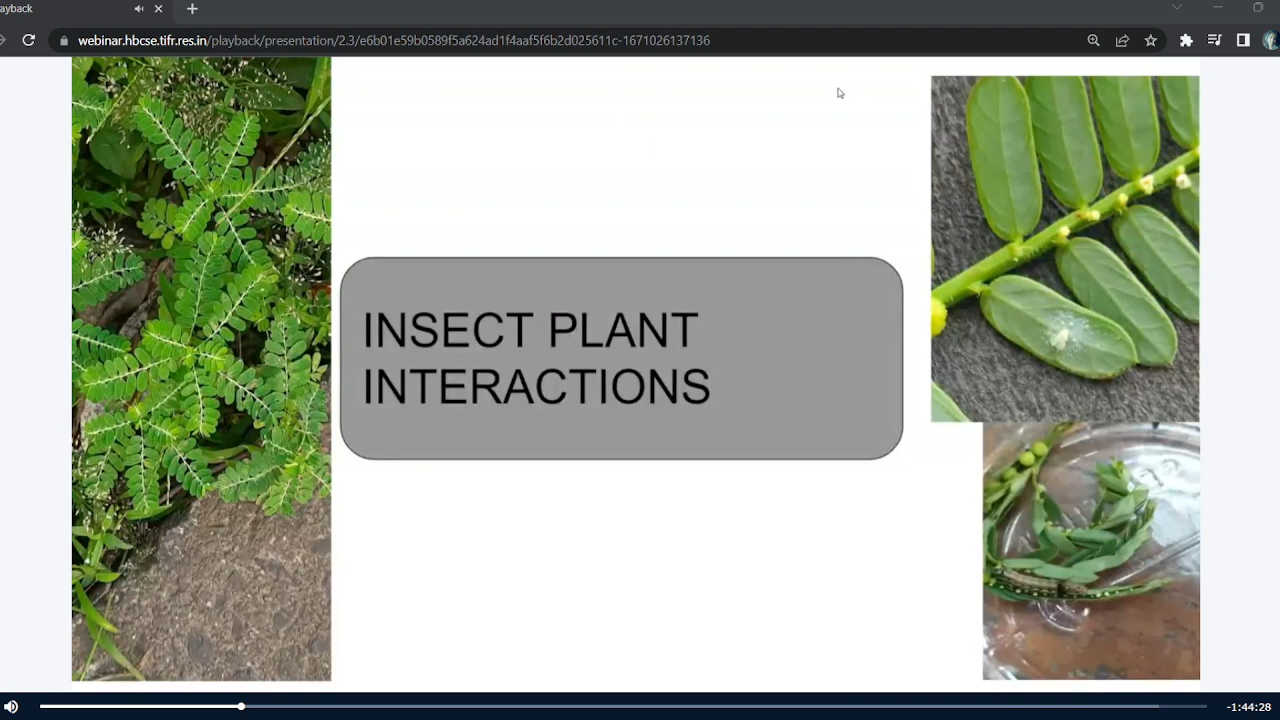 ayback
webinar.hbcse.tifr.res.in/playback/presentation/2.3/e6b01e59b0589f5a624ad1f4aaf5f6b2d025611c-1671026137136
INSECT PLANT
INTERACTIONS
-1:44:28